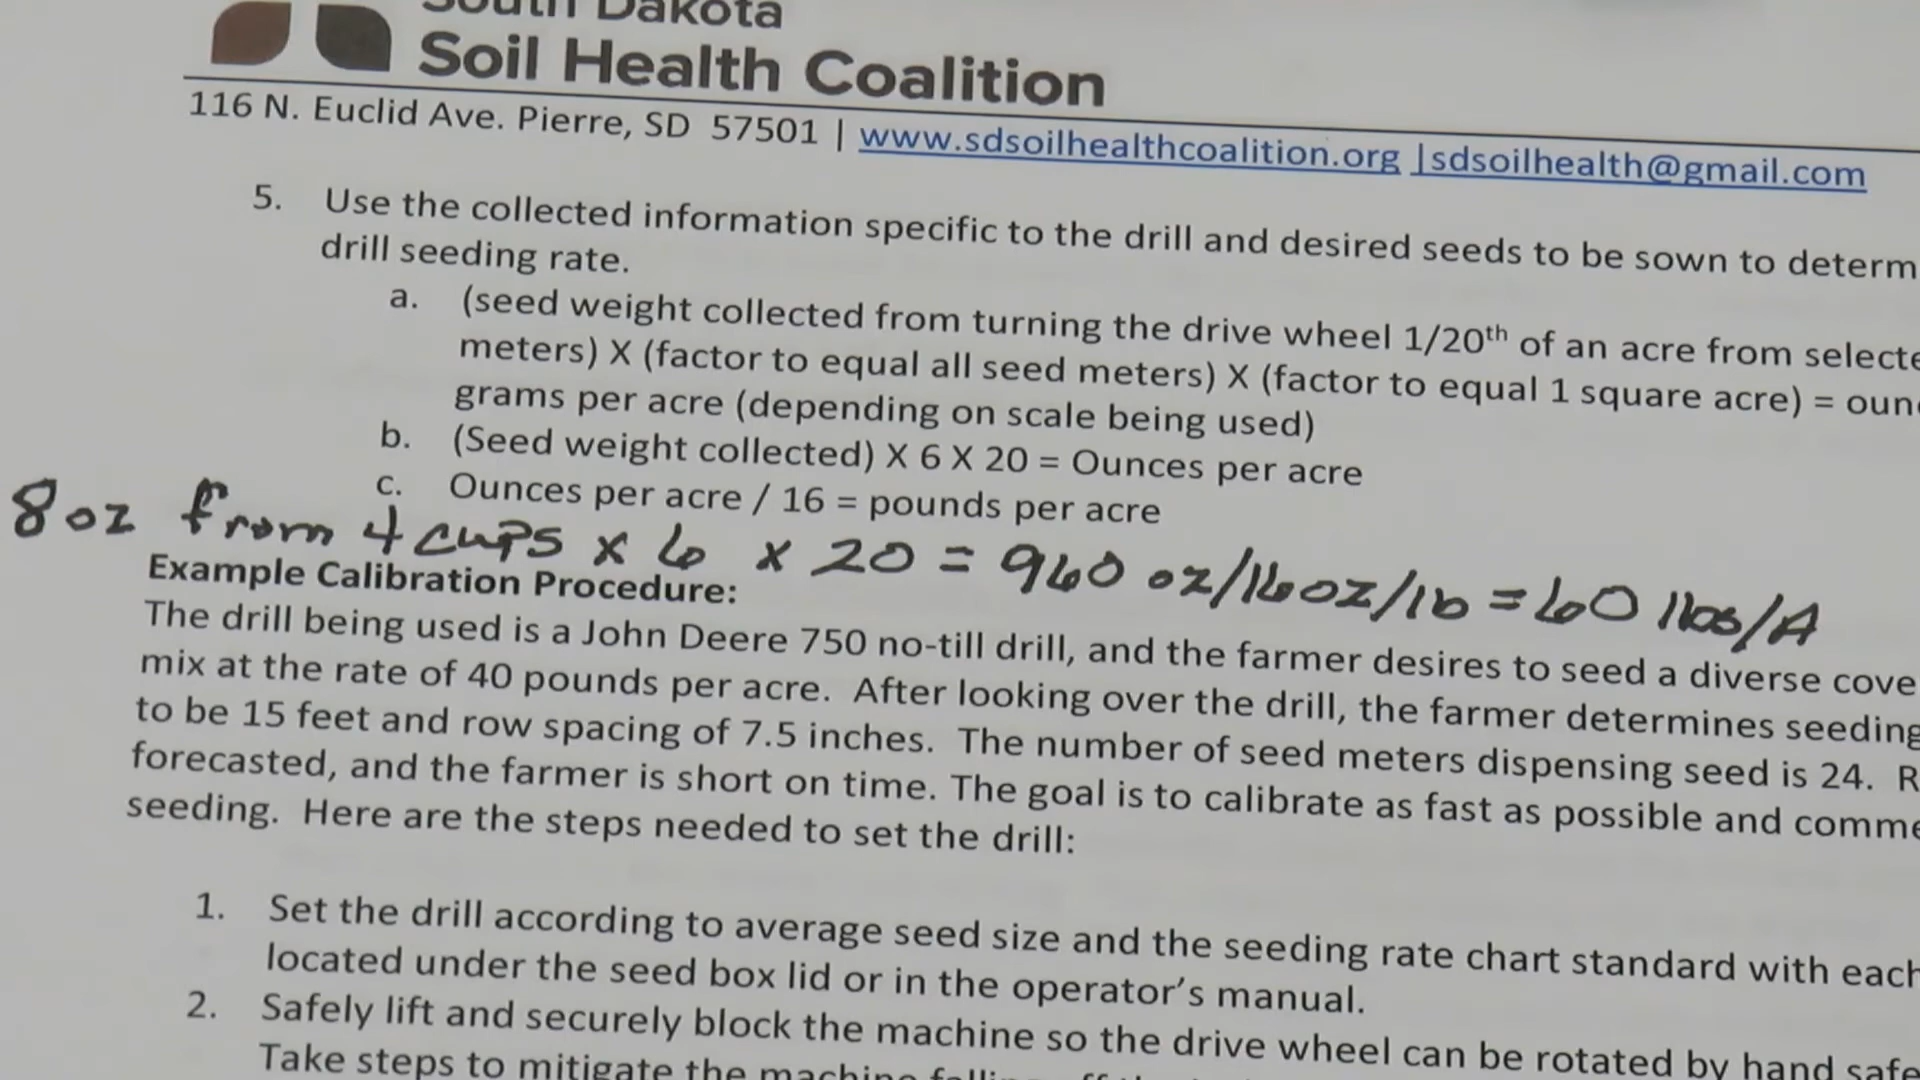 South Dakota
Soil Health Coalition
116 N. Euclid Ave. Pierre, SD 57501 | www.sdsoilhealthcoalition.org |sdsoilhealth@gmail.com
5. Use the collected information specific to the drill and desired seeds to be sown to determ
drill seeding rate.
a. (seed weight collected from turning the drive wheel 1/20th of an acre from selecte
meters) X (factor to equal all seed meters) X (factor to equal 1 square acre) = oun
grams per acre (depending on scale being used)
b. (Seed weight collected) X 6 X 20 = Ounces per acre
c. Ounces per acre / 16 = pounds per acre
8oz from 4 cups x 6 x 20 = 960 oz/16oz/lb = 60 lbs/A
Example Calibration Procedure:
The drill being used is a John Deere 750 no-till drill, and the farmer desires to seed a diverse cove
mix at the rate of 40 pounds per acre. After looking over the drill, the farmer determines seeding
to be 15 feet and row spacing of 7.5 inches. The number of seed meters dispensing seed is 24. R
forecasted, and the farmer is short on time. The goal is to calibrate as fast as possible and comme
seeding. Here are the steps needed to set the drill:
1. Set the drill according to average seed size and the seeding rate chart standard with each
located under the seed box lid or in the operator's manual.
2. Safely lift and securely block the machine so the drive wheel can be rotated by hand safe
Take steps to mitigate the machine